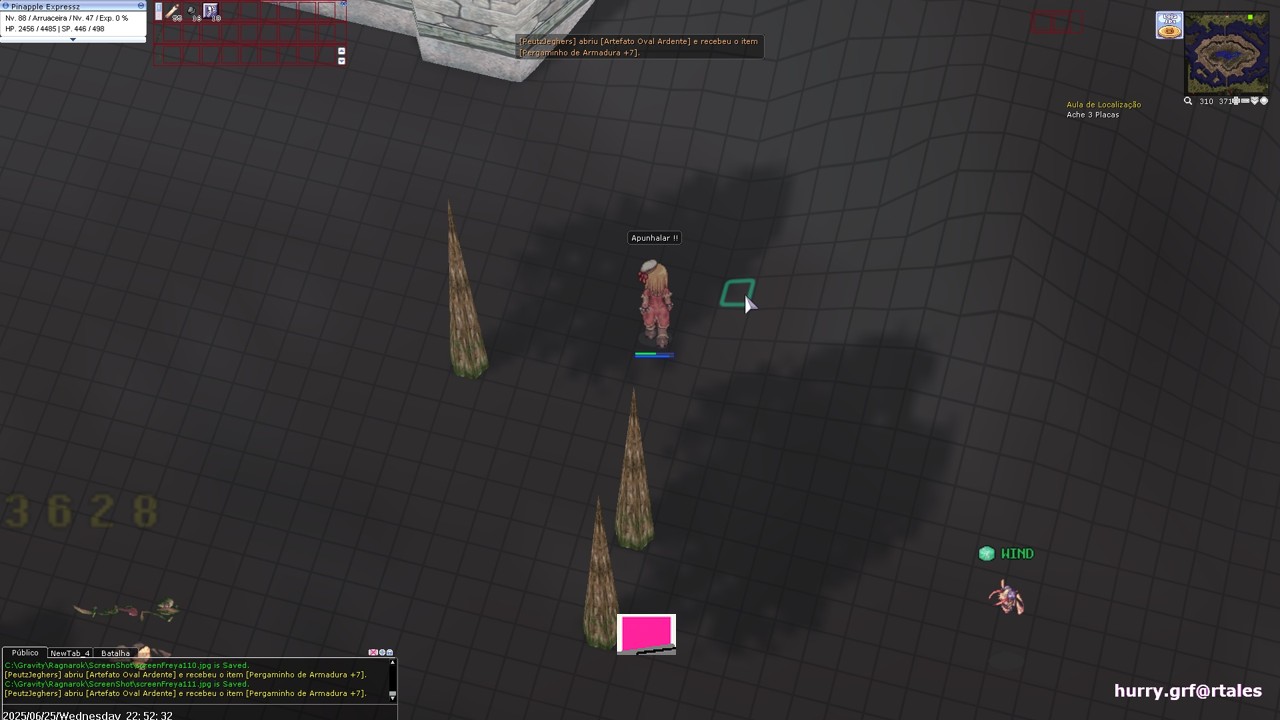 Pinapple Expressz
Nv. 88 / Arruaceira / Nv. 47 / Exp. 0 %
HP. 2456 / 4485 | SP. 446 / 498
[PeutzJeghers] abriu [Artefato Oval Ardente] e recebeu o item
[Pergaminho de Armadura +7].
310 371
Aula de Localização
Ache 3 Placas
Apunhalar !!
3628
WIND
Público NewTab_4 Batalha
C:\Gravity\Ragnarok\ScreenShot\screenFreya110.jpg is Saved.
[PeutzJeghers] abriu [Artefato Oval Ardente] e recebeu o item [Pergaminho de Armadura +7].
C:\Gravity\Ragnarok\ScreenShot\screenFreya111.jpg is Saved.
[PeutzJeghers] abriu [Artefato Oval Ardente] e recebeu o item [Pergaminho de Armadura +7].
hurry.grf@rtales
2025/06/25/Wednesday 22:52:32